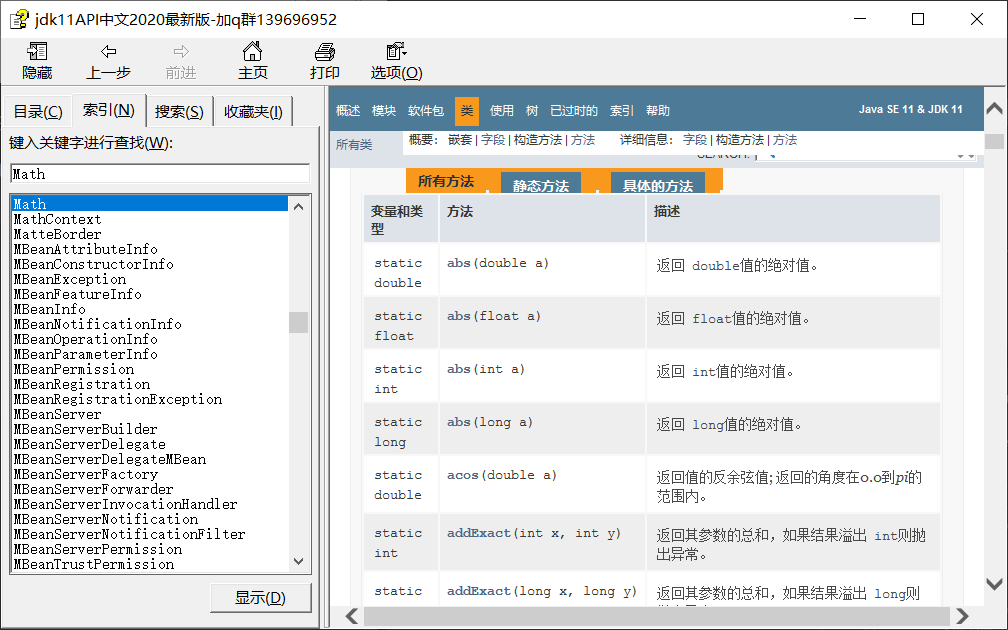 jdk11API中文2020最新版-加q群139696952
隐藏 上一步 前进 主页 打印 选项(O)
目录(C) 索引(N) 搜索(S) 收藏夹(I)
键入关键字进行查找(W):
Math
Math
MathContext
MatteBorder
MBeanAttributeInfo
MBeanConstructorInfo
MBeanException
MBeanFeatureInfo
MBeanInfo
MBeanNotificationInfo
MBeanOperationInfo
MBeanParameterInfo
MBeanPermission
MBeanRegistration
MBeanRegistrationException
MBeanServer
MBeanServerBuilder
MBeanServerDelegate
MBeanServerDelegateMBean
MBeanServerFactory
MBeanServerForwarder
MBeanServerInvocationHandler
MBeanServerNotification
MBeanServerNotificationFilter
MBeanServerPermission
MBeanTrustPermission
显示(D)
概述 模块 软件包 类 使用 树 已过时的 索引 帮助 Java SE 11 & JDK 11
所有类 概要: 嵌套 | 字段 | 构造方法 | 方法 详细信息: 字段 | 构造方法 | 方法
SEARCH:
所有方法 静态方法 具体的方法
变量和类型 方法 描述
static double abs(double a) 返回 double值的绝对值。
static float abs(float a) 返回 float值的绝对值。
static int abs(int a) 返回 int值的绝对值。
static long abs(long a) 返回 long值的绝对值。
static double acos(double a) 返回值的反余弦值; 返回的角度在0.0到pi的
范围内。
static int addExact(int x, int y) 返回其参数的总和，如果结果溢出 int则抛
出异常。
static addExact(long x, long y) 返回其参数的总和，如果结果溢出 long则